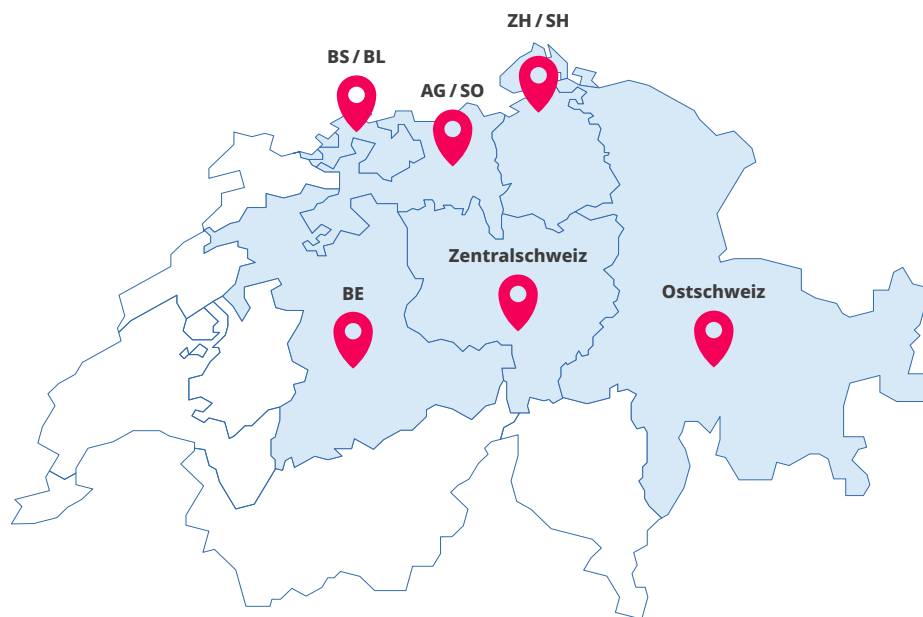 ZH / SH
BS / BL
AG / SO
Zentralschweiz
BE
Ostschweiz